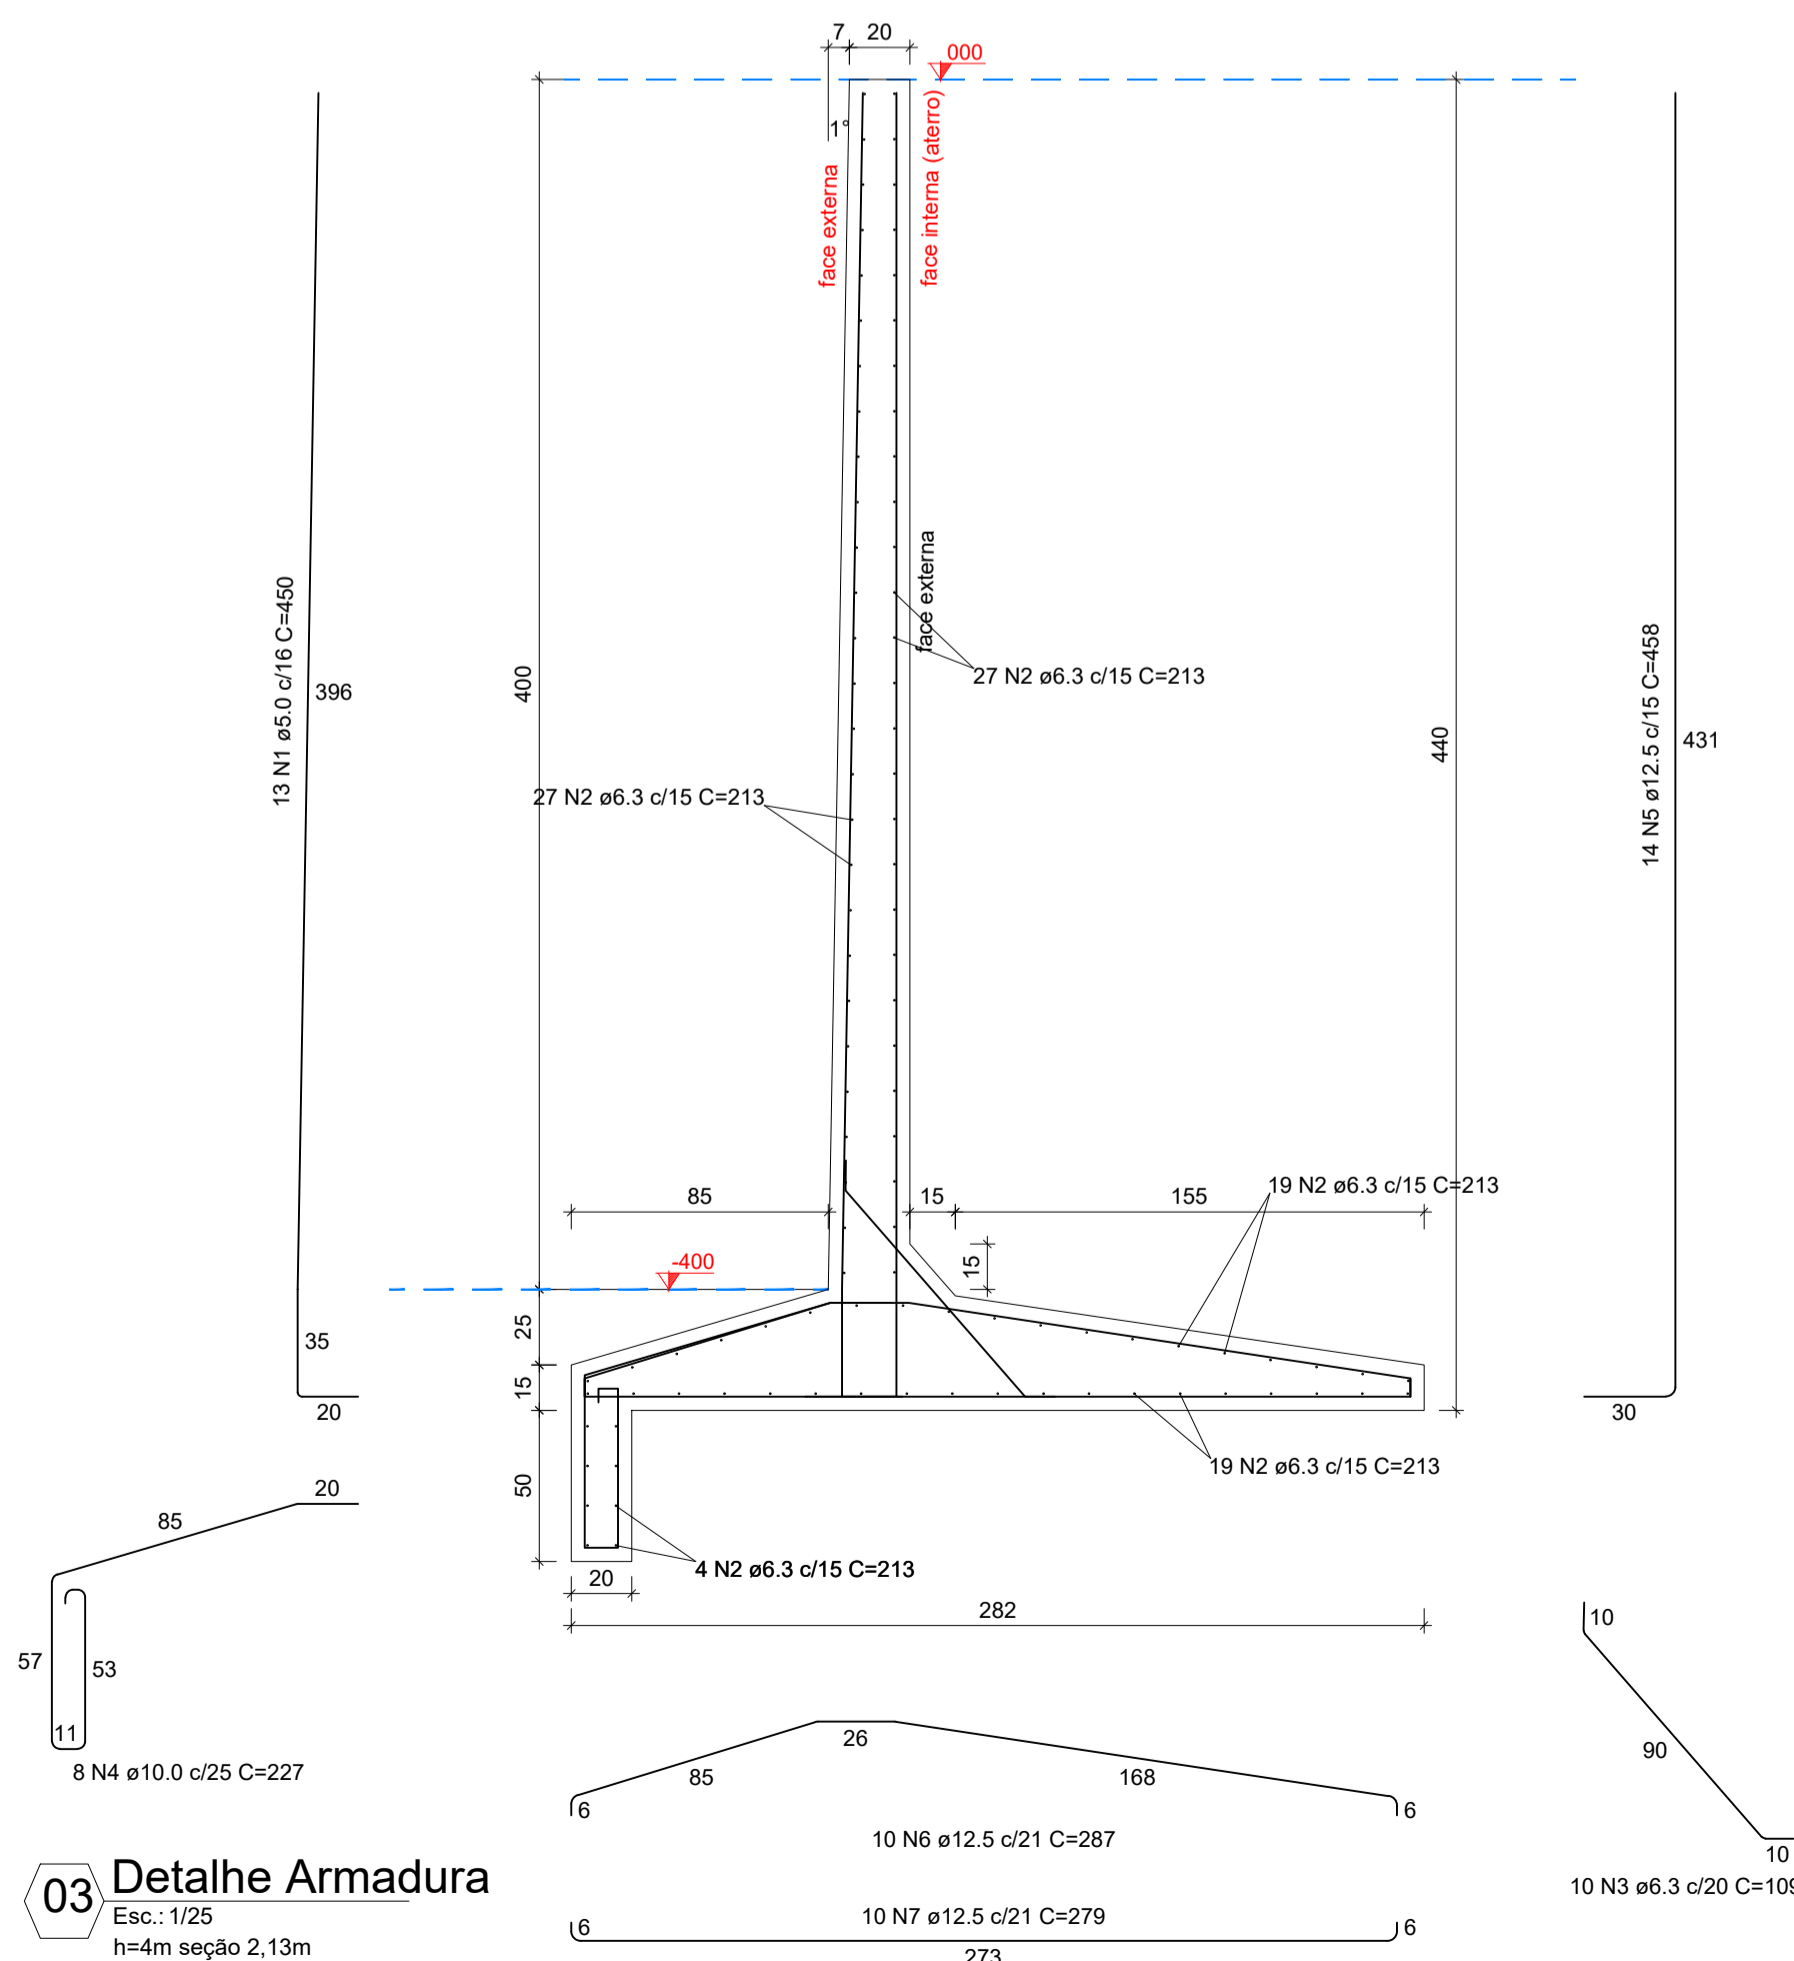 7
20
000
1°
face externa
face interna (aterro)
13 N1 ø5.0 c/16 C=450
396
400
face externa
27 N2 ø6.3 c/15 C=213
440
14 N5 ø12.5 c/15 C=458
431
27 N2 ø6.3 c/15 C=213
85
15
155
19 N2 ø6.3 c/15 C=213
-400
15
25
35
15
20
30
19 N2 ø6.3 c/15 C=213
50
20
85
4 N2 ø6.3 c/15 C=213
20
282
57
53
11
8 N4 ø10.0 c/25 C=227
10
90
10
10 N3 ø6.3 c/20 C=109
26
85
168
6
6
10 N6 ø12.5 c/21 C=287
10 N7 ø12.5 c/21 C=279
6
6
273
03
Detalhe Armadura
Esc.: 1/25
h=4m seção 2,13m